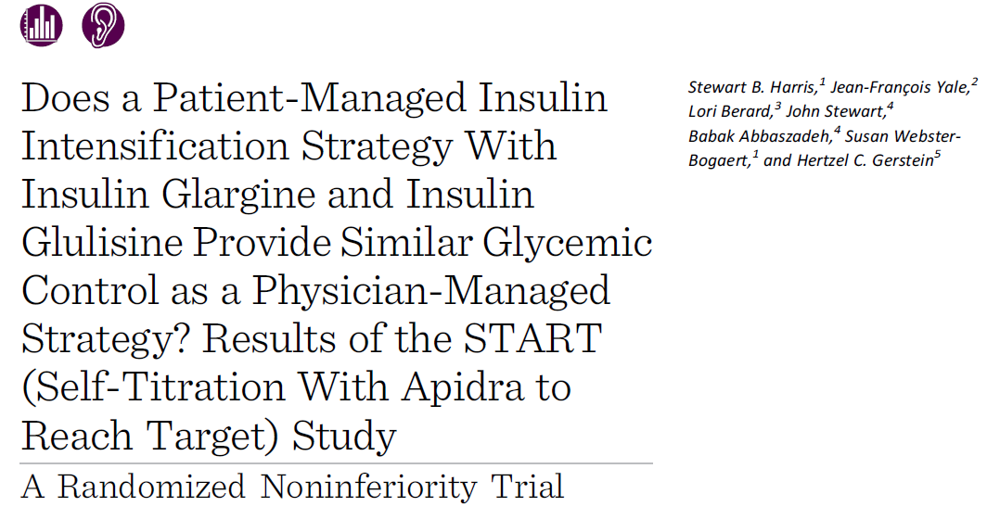 Does a Patient-Managed Insulin
Intensification Strategy With
Insulin Glargine and Insulin
Glulisine Provide Similar Glycemic
Control as a Physician-Managed
Strategy? Results of the START
(Self-Titration With Apidra to
Reach Target) Study
A Randomized Noninferiority Trial
Stewart B. Harris,¹ Jean-François Yale,²
Lori Berard,³ John Stewart,⁴
Babak Abbaszadeh,⁴ Susan Webster-
Bogaert,¹ and Hertzel C. Gerstein⁵